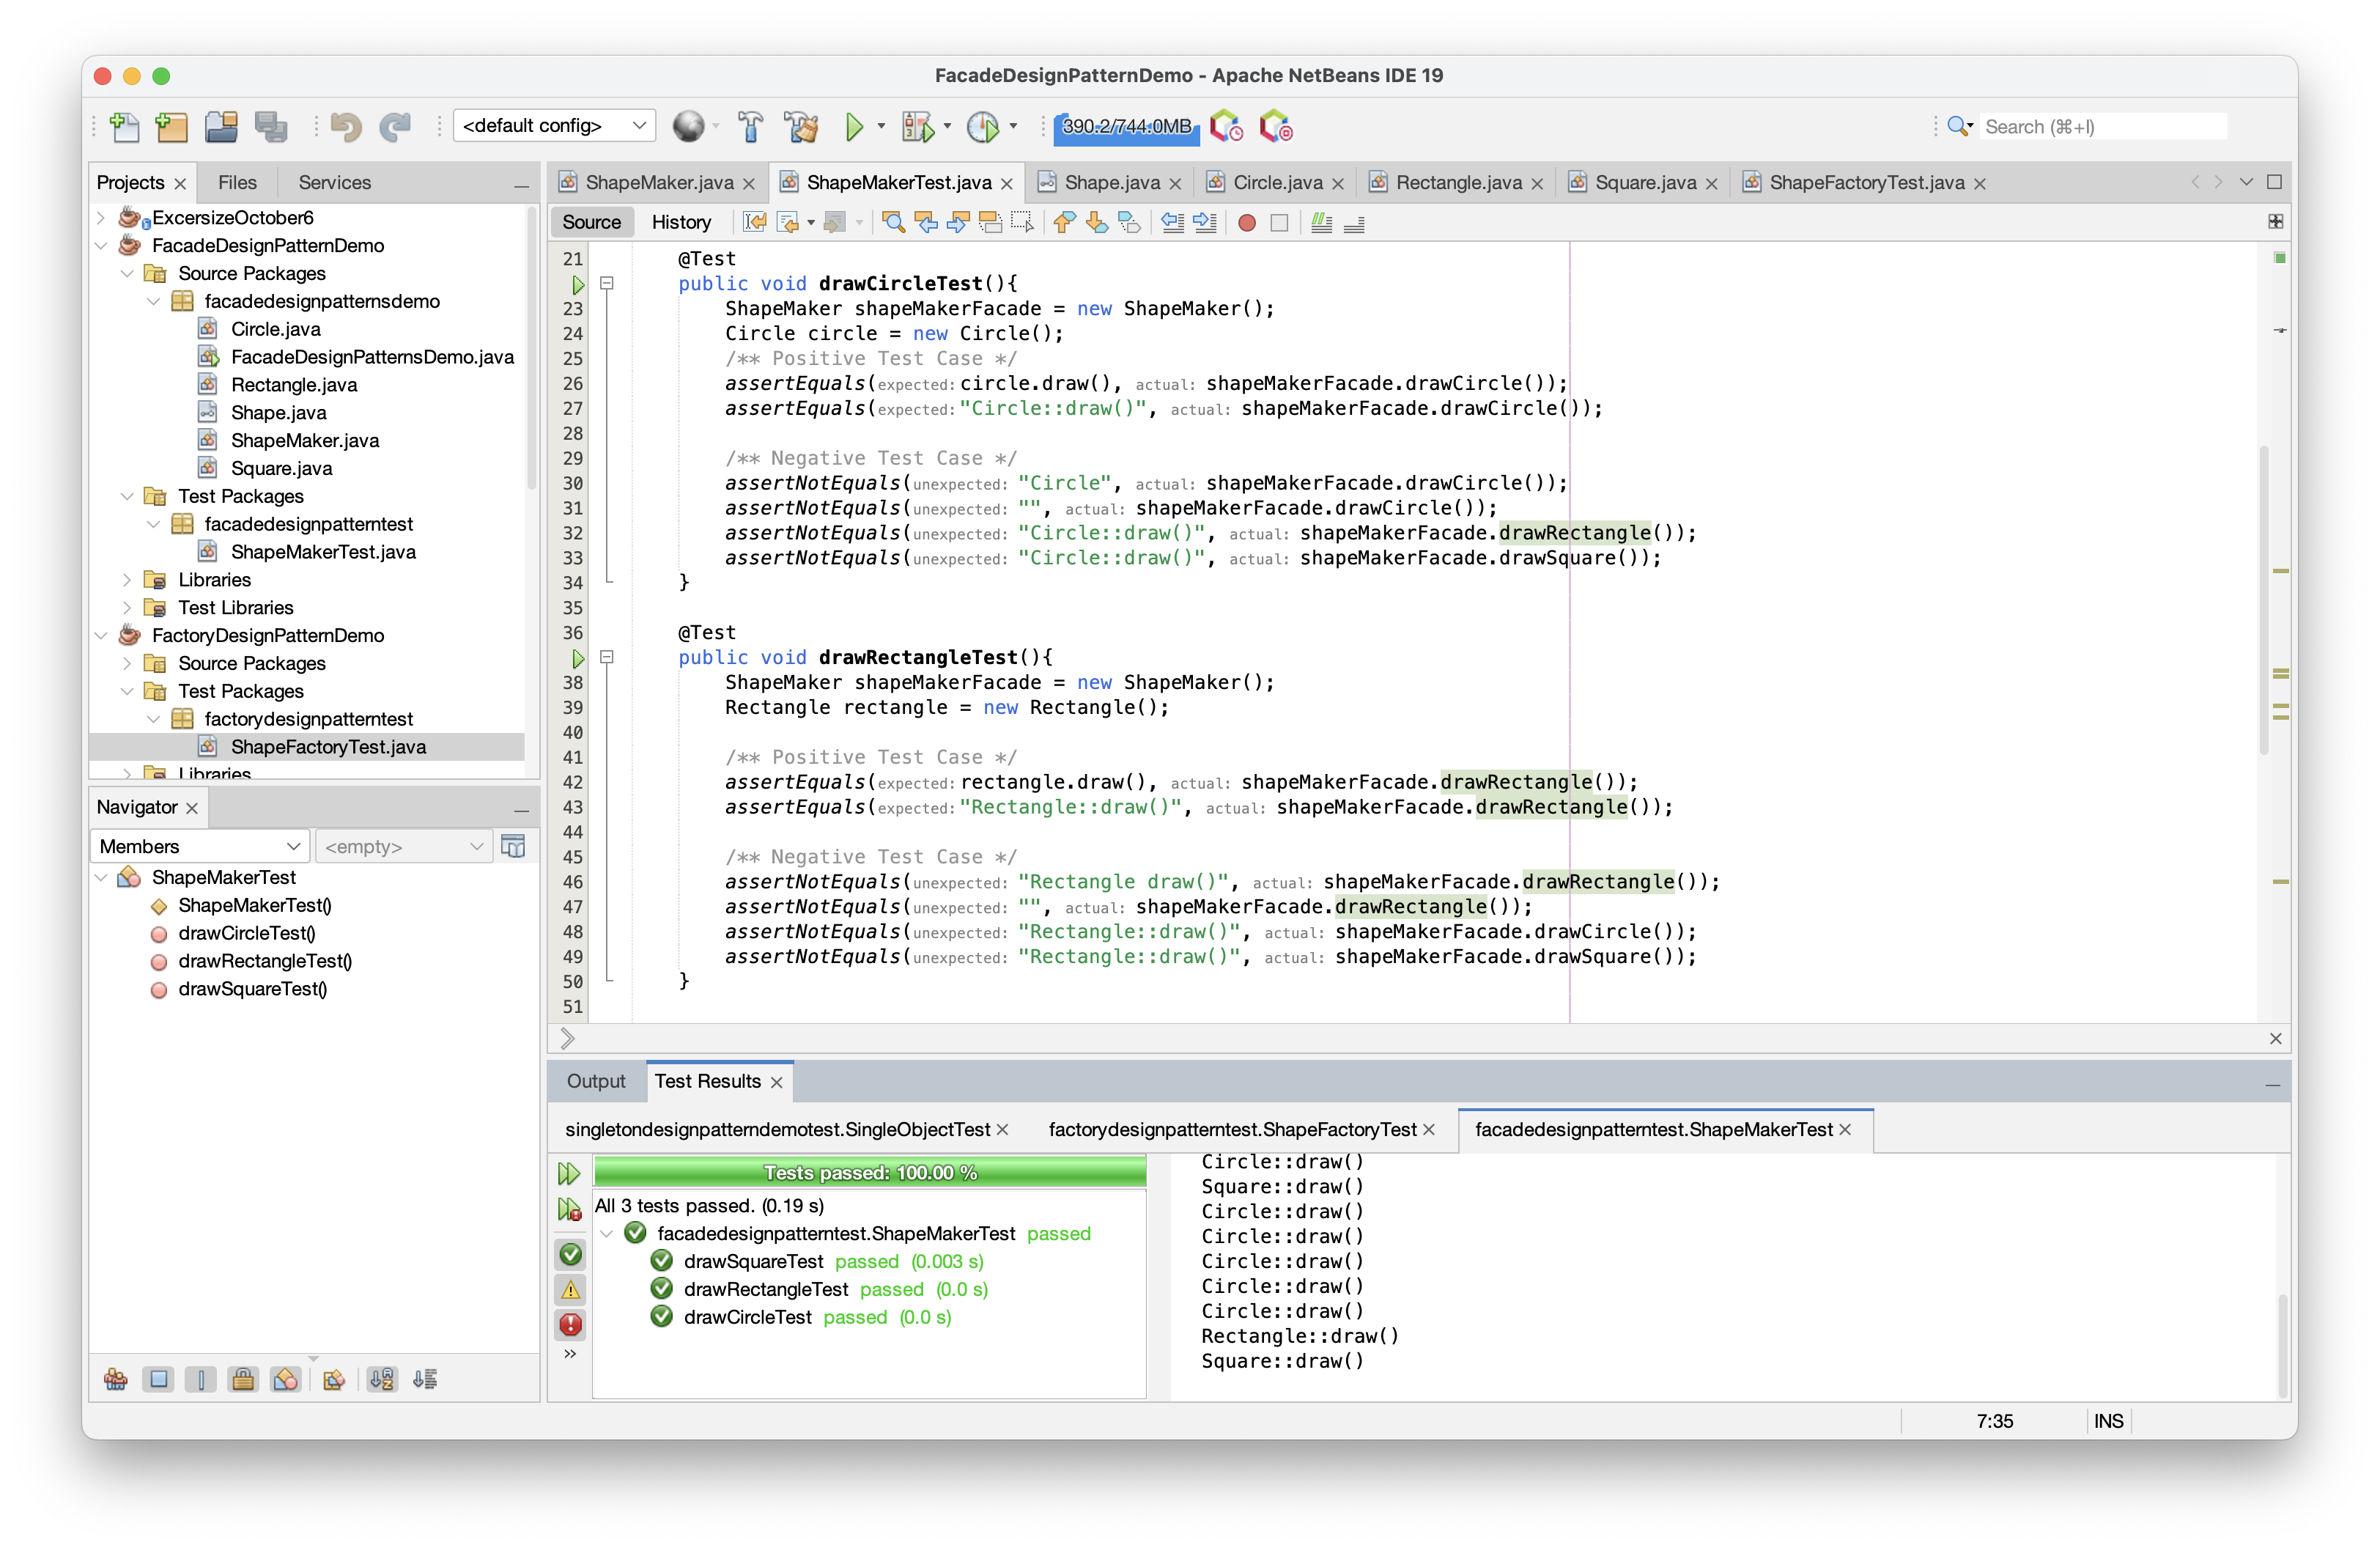 FacadeDesignPatternDemo - Apache NetBeans IDE 19
<default config>
390.2/744.0MB
Search (⌘+I)
Projects
Files
Services
ExcersizeOctober6
FacadeDesignPatternDemo
Source Packages
facadedesignpatternsdemo
Circle.java
FacadeDesignPatternsDemo.java
Rectangle.java
Shape.java
ShapeMaker.java
Square.java
Test Packages
facadedesignpatterntest
ShapeMakerTest.java
Libraries
Test Libraries
FactoryDesignPatternDemo
Source Packages
Test Packages
factorydesignpatterntest
ShapeFactoryTest.java
Libraries
Navigator
Members
<empty>
ShapeMakerTest
ShapeMakerTest()
drawCircleTest()
drawRectangleTest()
drawSquareTest()
ShapeMaker.java
ShapeMakerTest.java
Shape.java
Circle.java
Rectangle.java
Square.java
ShapeFactoryTest.java
Source
History
21 @Test
public void drawCircleTest(){
23 ShapeMaker shapeMakerFacade = new ShapeMaker();
24 Circle circle = new Circle();
25 /** Positive Test Case */
26 assertEquals(expected: circle.draw(), actual: shapeMakerFacade.drawCircle());
27 assertEquals(expected: "Circle::draw()", actual: shapeMakerFacade.drawCircle());
28
29 /** Negative Test Case */
30 assertNotEquals(unexpected: "Circle", actual: shapeMakerFacade.drawCircle());
31 assertNotEquals(unexpected: "", actual: shapeMakerFacade.drawCircle());
32 assertNotEquals(unexpected: "Circle::draw()", actual: shapeMakerFacade.drawRectangle());
33 assertNotEquals(unexpected: "Circle::draw()", actual: shapeMakerFacade.drawSquare());
34 }
35
36 @Test
public void drawRectangleTest(){
38 ShapeMaker shapeMakerFacade = new ShapeMaker();
39 Rectangle rectangle = new Rectangle();
40
41 /** Positive Test Case */
42 assertEquals(expected: rectangle.draw(), actual: shapeMakerFacade.drawRectangle());
43 assertEquals(expected: "Rectangle::draw()", actual: shapeMakerFacade.drawRectangle());
44
45 /** Negative Test Case */
46 assertNotEquals(unexpected: "Rectangle draw()", actual: shapeMakerFacade.drawRectangle());
47 assertNotEquals(unexpected: "", actual: shapeMakerFacade.drawRectangle());
48 assertNotEquals(unexpected: "Rectangle::draw()", actual: shapeMakerFacade.drawCircle());
49 assertNotEquals(unexpected: "Rectangle::draw()", actual: shapeMakerFacade.drawSquare());
50 }
51
Output
Test Results
singletondesignpatterndemotest.SingleObjectTest
factorydesignpatterntest.ShapeFactoryTest
facadedesignpatterntest.ShapeMakerTest
Tests passed: 100.00 %
All 3 tests passed. (0.19 s)
facadedesignpatterntest.ShapeMakerTest passed
drawSquareTest passed (0.003 s)
drawRectangleTest passed (0.0 s)
drawCircleTest passed (0.0 s)
Circle::draw()
Square::draw()
Circle::draw()
Circle::draw()
Circle::draw()
Circle::draw()
Circle::draw()
Rectangle::draw()
Square::draw()
7:35
INS